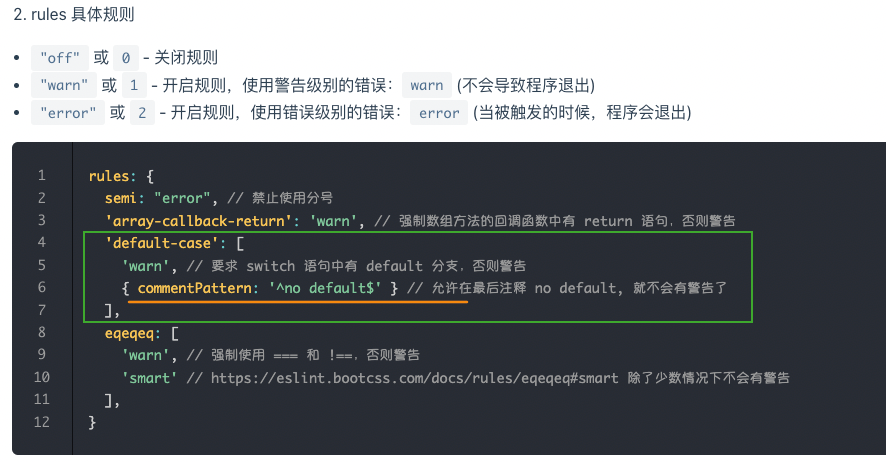 2. rules 具体规则
"off" 或 0 - 关闭规则
"warn" 或 1 - 开启规则，使用警告级别的错误：warn (不会导致程序退出)
"error" 或 2 - 开启规则，使用错误级别的错误：error (当被触发的时候，程序会退出)
1 rules: {
2 semi: "error", // 禁止使用分号
3 'array-callback-return': 'warn', // 强制数组方法的回调函数中有 return 语句，否则警告
4 'default-case': [
5 'warn', // 要求 switch 语句中有 default 分支，否则警告
6 { commentPattern: '^no default$' } // 允许在最后注释 no default, 就不会有警告了
7 ],
8 eqeqeq: [
9 'warn', // 强制使用 === 和 !==，否则警告
10 'smart' // https://eslint.bootcss.com/docs/rules/eqeqeq#smart 除了少数情况下不会有警告
11 ],
12 }